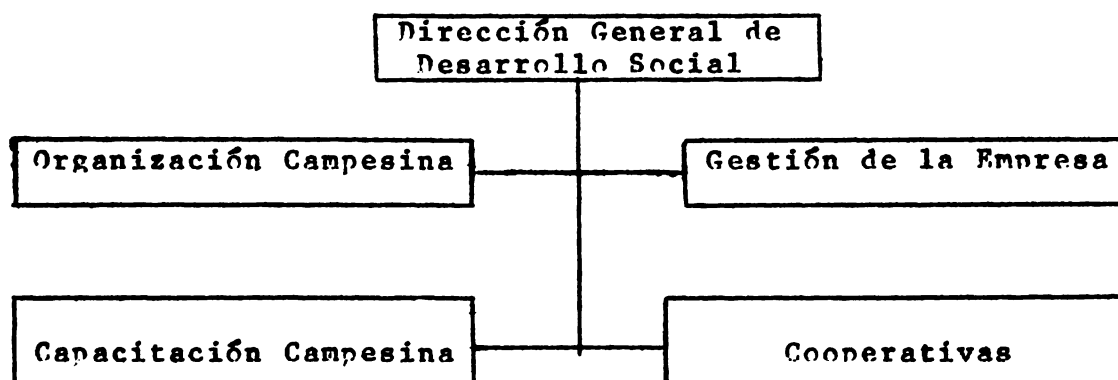 Dirección General de
Desarrollo Social
Organización Campesina
Gestión de la Empresa
Capacitación Campesina
Cooperativas